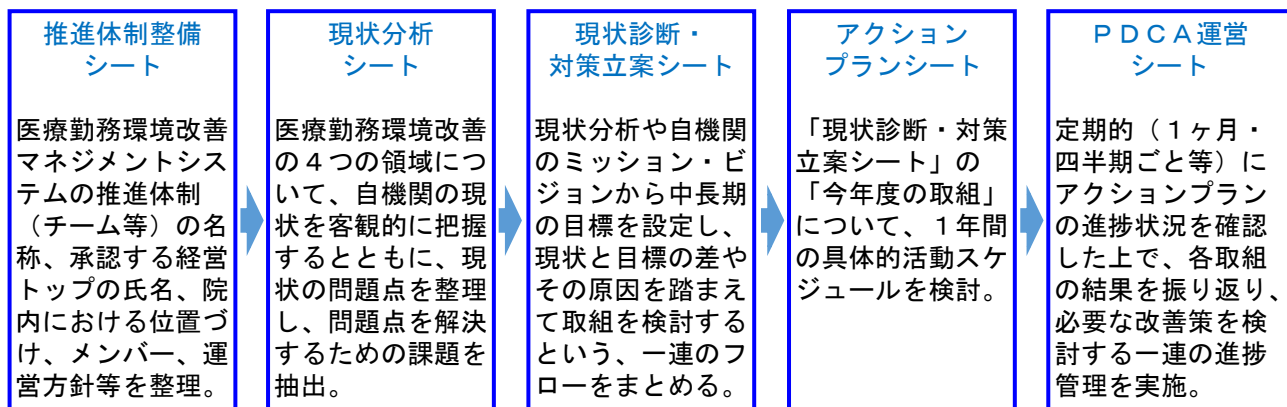 推進体制整備
シート
医療勤務環境改善
マネジメントシス
テムの推進体制
（チーム等）の名
称、承認する経営
トップの氏名、院
内における位置づ
け、メンバー、運
営方針等を整理。
現状分析
シート
医療勤務環境改善
の４つの領域につ
いて、自機関の現
状を客観的に把握
するとともに、現
状の問題点を整理
し、問題点を解決
するための課題を
抽出。
現状診断・
対策立案シート
現状分析や自機関
のミッション・ビ
ジョンから中長期
の目標を設定し、
現状と目標の差や
その原因を踏まえ
て取組を検討する
という、一連のフ
ローをまとめる。
アクション
プランシート
「現状診断・対策
立案シート」の
「今年度の取組」
について、１年間
の具体的活動スケ
ジュールを検討。
ＰＤＣＡ運営
シート
定期的（１ヶ月・
四半期ごと等）に
アクションプラン
の進捗状況を確認
した上で、各取組
の結果を振り返り、
必要な改善策を検
討する一連の進捗
管理を実施。